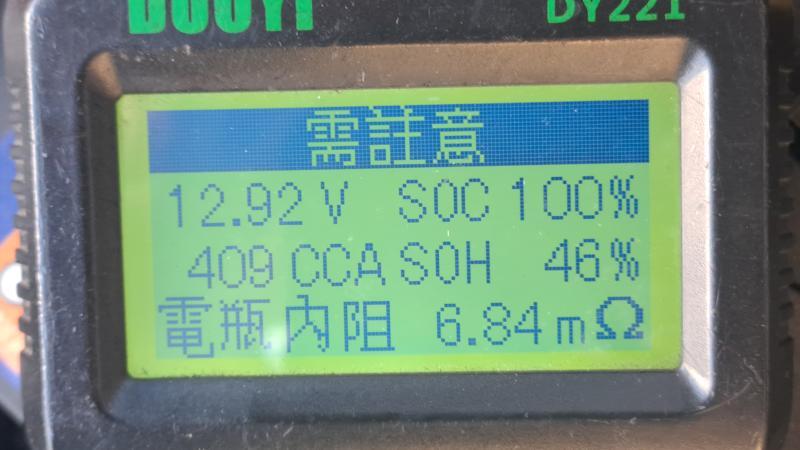 DUOYI DY221
需註意
12.92 V SOC 100%
409 CCA SOH 46%
電瓶內阻 6.84 mΩ